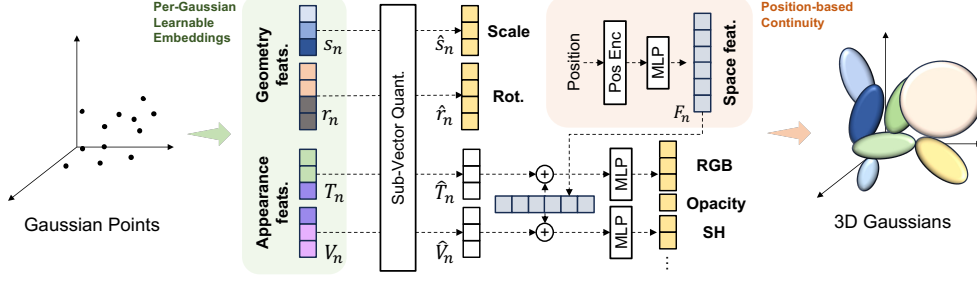 Per-Gaussian
Learnable
Embeddings
Gaussian Points
Geometry
feats.
Appearance
feats.
s_n
r_n
T_n
V_n
Sub-Vector Quant.
ŝ_n
r̂_n
T̂_n
V̂_n
Scale
Rot.
Position
Pos Enc
MLP
Space feat.
F_n
+
+
MLP
MLP
RGB
Opacity
SH
...
Position-based
Continuity
3D Gaussians